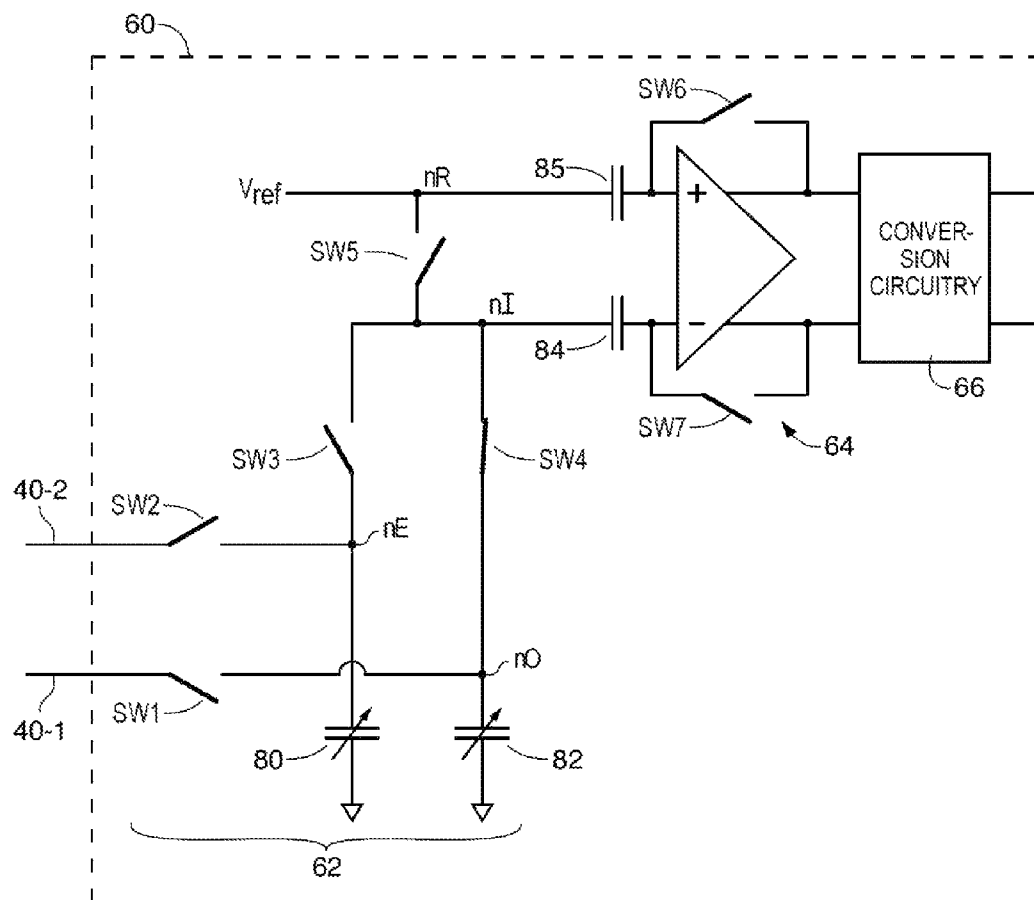 60
SW6
85
nR
Vref
SW5
CONVER-
SION
CIRCUITRY
nI
84
66
SW7
64
SW3
SW4
40-2
SW2
nE
nO
40-1
SW1
80
82
62
+
−